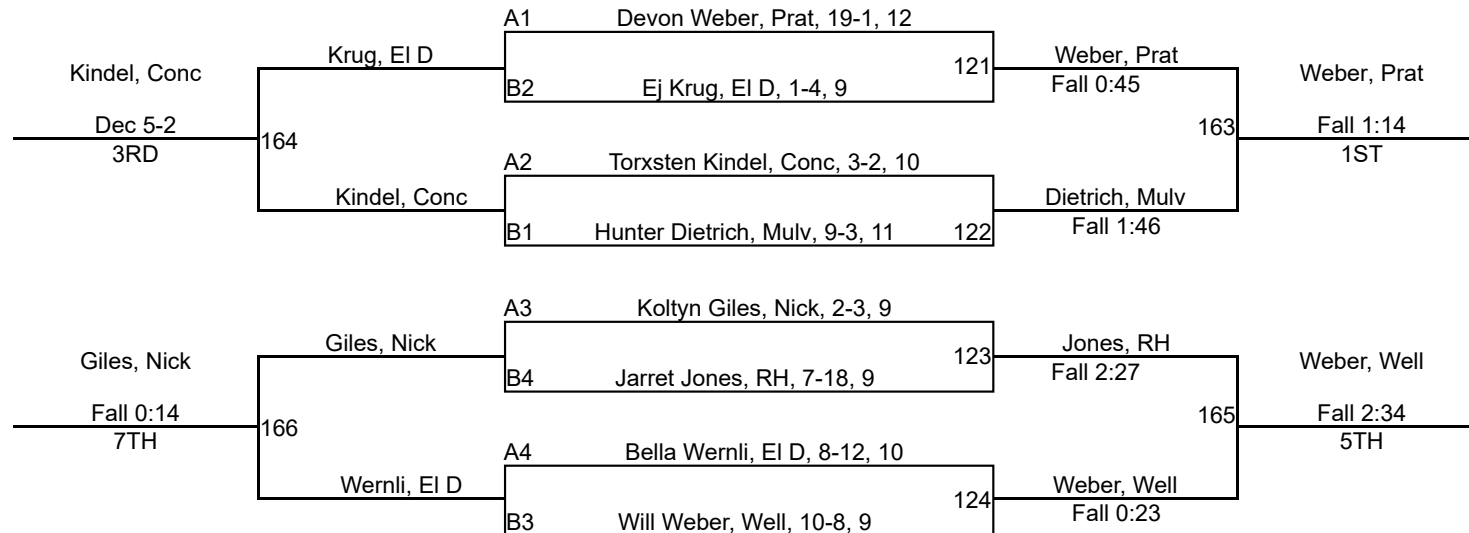 A1 Devon Weber, Prat, 19-1, 12
Krug, El D
121 Weber, Prat
Kindel, Conc
Weber, Prat
B2 Ej Krug, El D, 1-4, 9
Fall 0:45
Dec 5-2
163 Fall 1:14
164
3RD
1ST
A2 Torxsten Kindel, Conc, 3-2, 10
Kindel, Conc
Dietrich, Mulv
B1 Hunter Dietrich, Mulv, 9-3, 11 122
Fall 1:46
A3 Koltyn Giles, Nick, 2-3, 9
Giles, Nick
123 Jones, RH
Giles, Nick
Weber, Well
B4 Jarret Jones, RH, 7-18, 9
Fall 2:27
Fall 0:14
165 Fall 2:34
166
7TH
5TH
A4 Bella Wernli, El D, 8-12, 10
Wernli, El D
124 Weber, Well
B3 Will Weber, Well, 10-8, 9
Fall 0:23